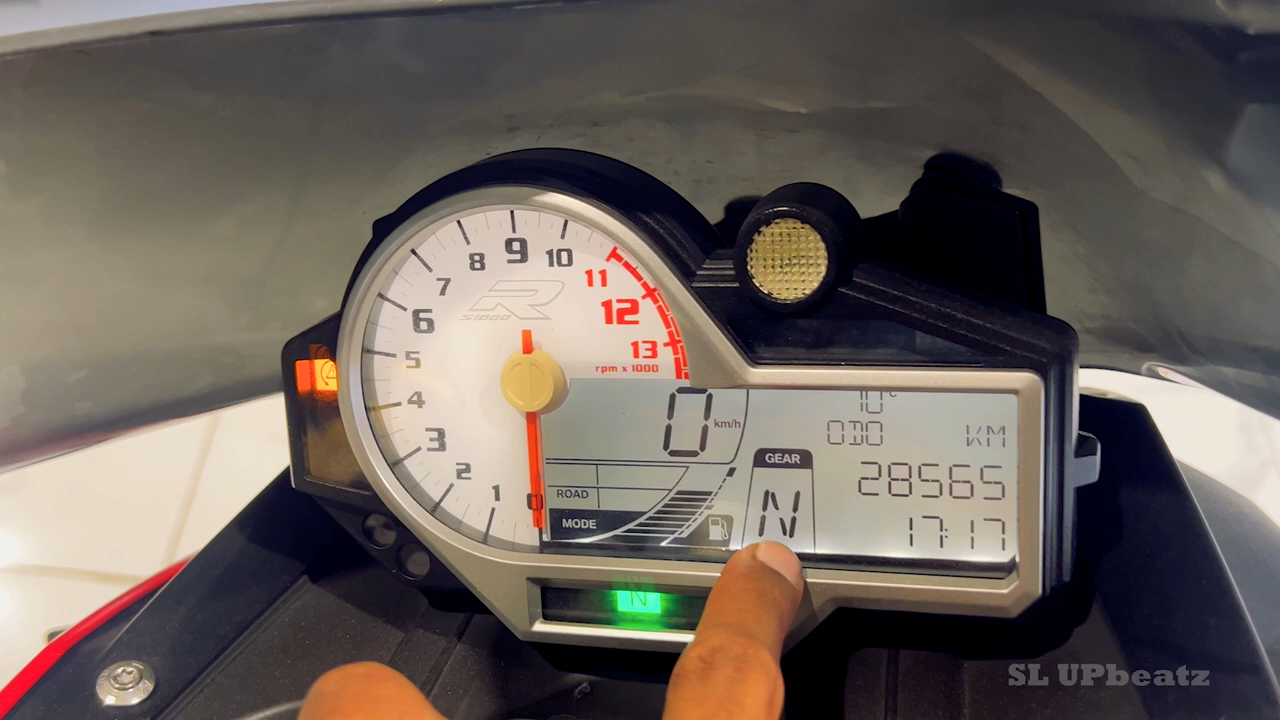 0
1
2
3
4
5
6
7
8
9
10
11
12
13
rpm x 1000
R
S1000
0 km/h
10°C
ODO KM
28565
17:17
GEAR
N
ROAD
MODE
N
SL UPbeatz